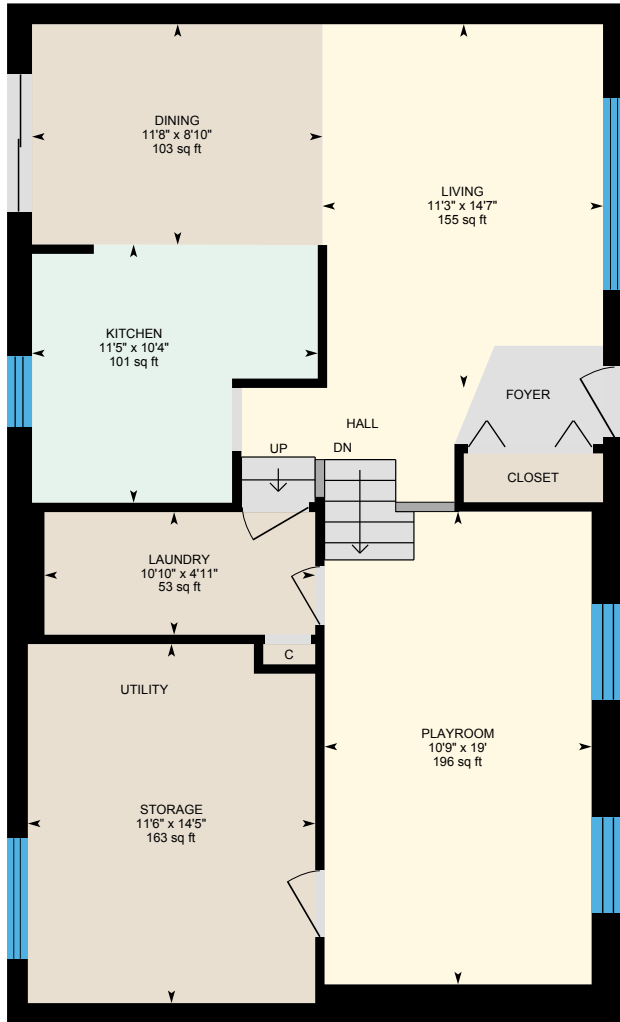 DINING
11'8" x 8'10"
103 sq ft
LIVING
11'3" x 14'7"
155 sq ft
KITCHEN
11'5" x 10'4"
101 sq ft
FOYER
HALL
UP
DN
CLOSET
LAUNDRY
10'10" x 4'11"
53 sq ft
C
UTILITY
PLAYROOM
10'9" x 19'
196 sq ft
STORAGE
11'6" x 14'5"
163 sq ft